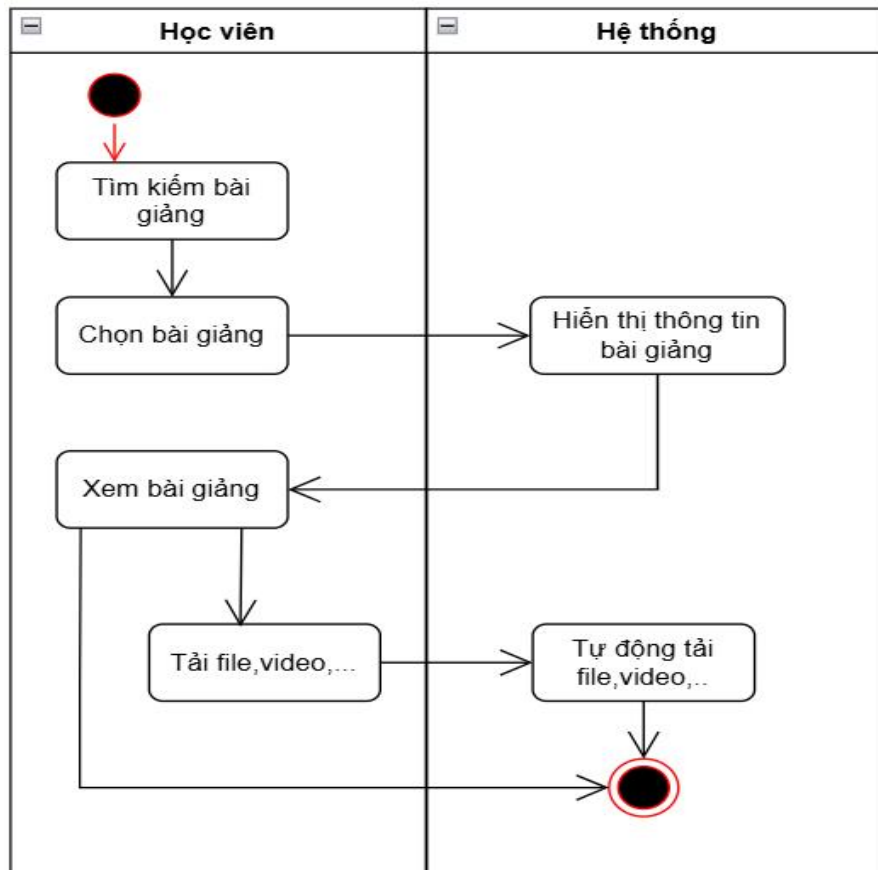 Học viên
Hệ thống
Tìm kiếm bài
giảng
Chọn bài giảng
Hiển thị thông tin
bài giảng
Xem bài giảng
Tải file,video,...
Tự động tải
file,video,..